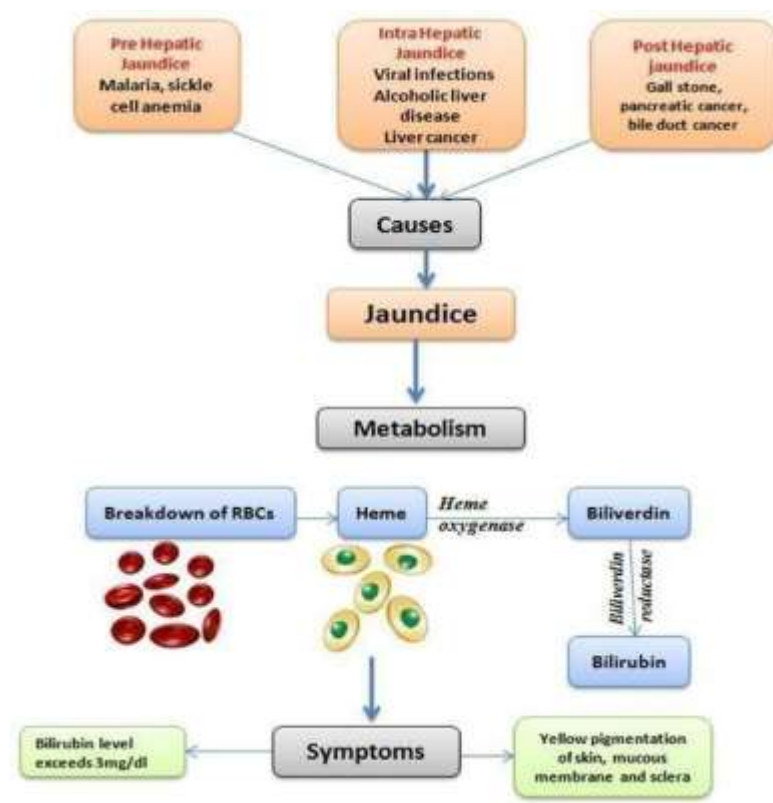 Pre Hepatic
Jaundice
Malaria, sickle
cell anemia
Intra Hepatic
Jaundice
Viral infections
Alcoholic liver
disease
Liver cancer
Post Hepatic
jaundice
Gall stone,
pancreatic cancer,
bile duct cancer
Causes
Jaundice
Metabolism
Breakdown of RBCs
Heme
Heme
oxygenase
Biliverdin
Biliverdin
reductase
Bilirubin
Symptoms
Bilirubin level
exceeds 3mg/dl
Yellow pigmentation
of skin, mucous
membrane and sclera